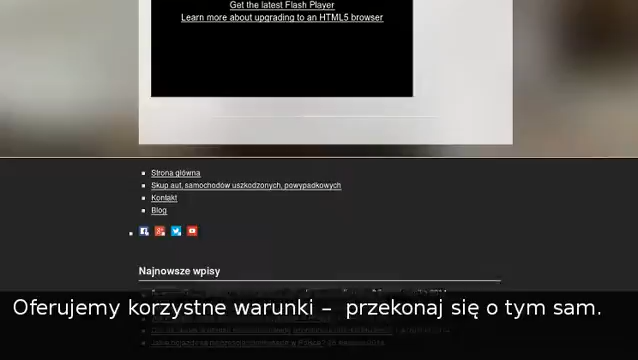 Get the latest Flash Player
Learn more about upgrading to an HTML5 browser
Strona główna
Skup aut, samochodów uszkodzonych, powypadkowych
Kontakt
Blog
Najnowsze wpisy
Oferujemy korzystne warunki – przekonaj się o tym sam.